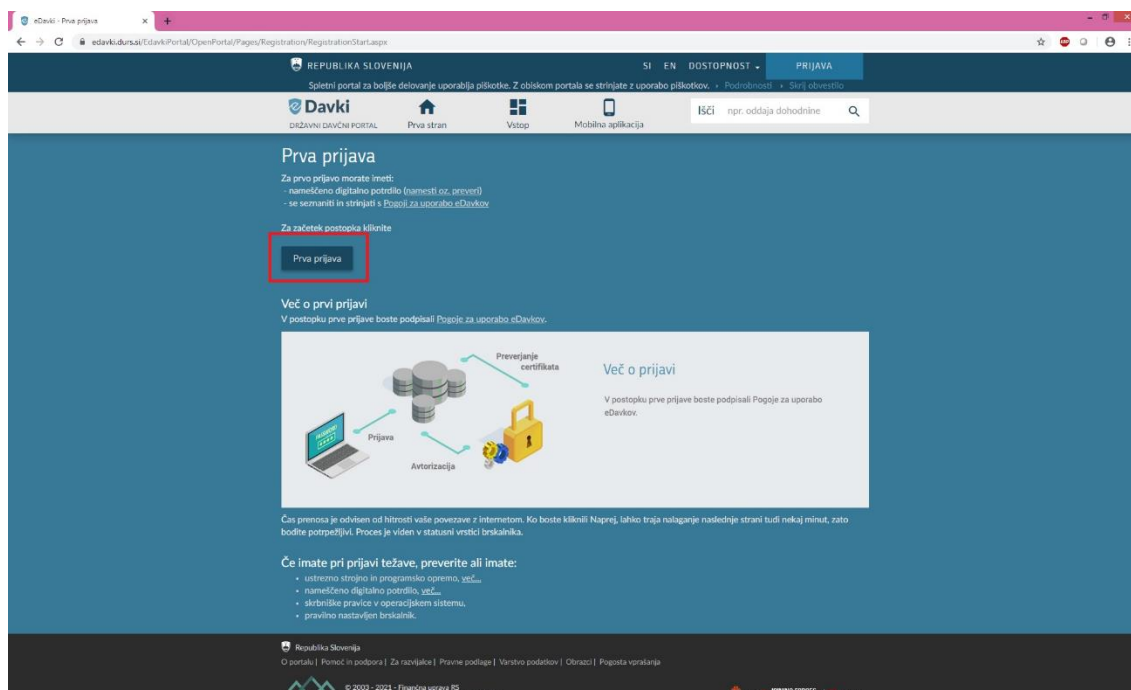 eDavki - Prva prijava
edavki.durs.si/EdavkiPortal/OpenPortal/Pages/Registration/RegistrationStart.aspx
REPUBLIKA SLOVENIJA SI EN DOSTOPNOST PRIJAVA
Spletni portal za boljše delovanje uporablja piškotke. Z obiskom portala se strinjate z uporabo piškotkov. Podrobnosti Skrij obvestilo
Davki
DRŽAVNI DAVČNI PORTAL Prva stran Vstop Mobilna aplikacija Išči npr. oddaja dohodnine
Prva prijava
Za prvo prijavo morate imeti:
- nameščeno digitalno potrdilo (namesti oz. preveri)
- se seznaniti in strinjati s Pogoji za uporabo eDavkov
Za začetek postopka kliknite
Prva prijava
Več o prvi prijavi
V postopku prve prijave boste podpisali Pogoje za uporabo eDavkov.
Preverjanje
certifikata
Prijava
Avtorizacija
PASSWORD
Več o prijavi
V postopku prve prijave boste podpisali Pogoje za uporabo
eDavkov.
Čas prenosa je odvisen od hitrosti vaše povezave z internetom. Ko boste kliknili Naprej, lahko traja nalaganje naslednje strani tudi nekaj minut, zato
bodite potrpežljivi. Proces je viden v statusni vrstici brskalnika.
Če imate pri prijavi težave, preverite ali imate:
• ustrezno strojno in programsko opremo, več...
• nameščeno digitalno potrdilo, več...
• skrbniške pravice v operacijskem sistemu,
• pravilno nastavljen brskalnik.
Republika Slovenija
O portalu | Pomoč in podpora | Za razvijalce | Pravne podlage | Varstvo podatkov | Obrazci | Pogosta vprašanja
© 2003 - 2021 - Finančna uprava RS